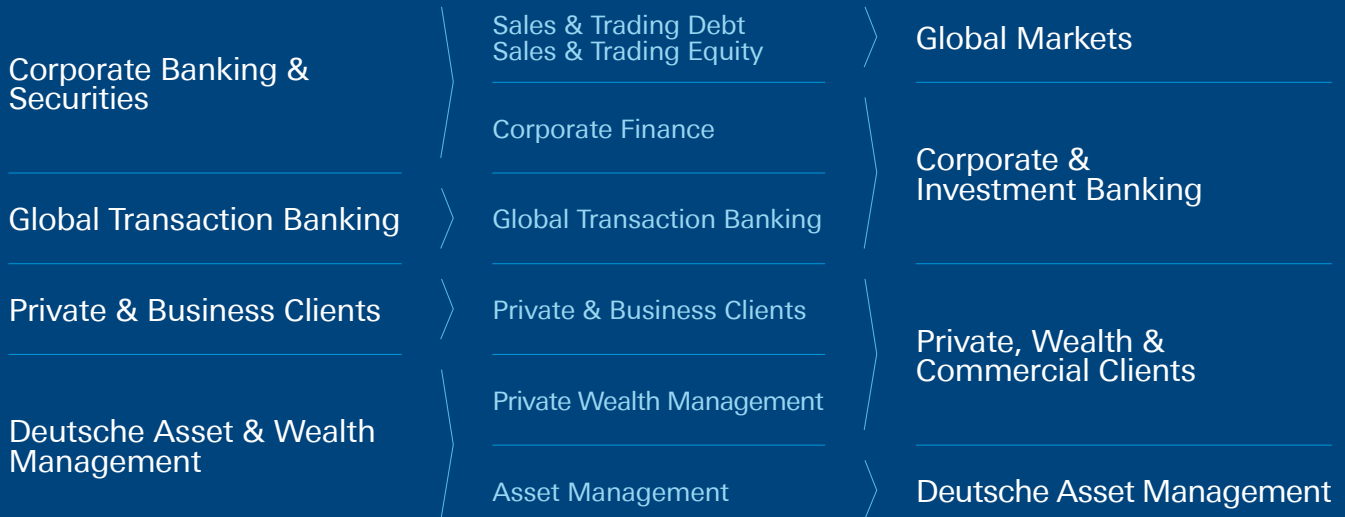 Corporate Banking &
Securities
Global Transaction Banking
Private & Business Clients
Deutsche Asset & Wealth
Management
Sales & Trading Debt
Sales & Trading Equity
Corporate Finance
Global Transaction Banking
Private & Business Clients
Private Wealth Management
Asset Management
Global Markets
Corporate &
Investment Banking
Private, Wealth &
Commercial Clients
Deutsche Asset Management